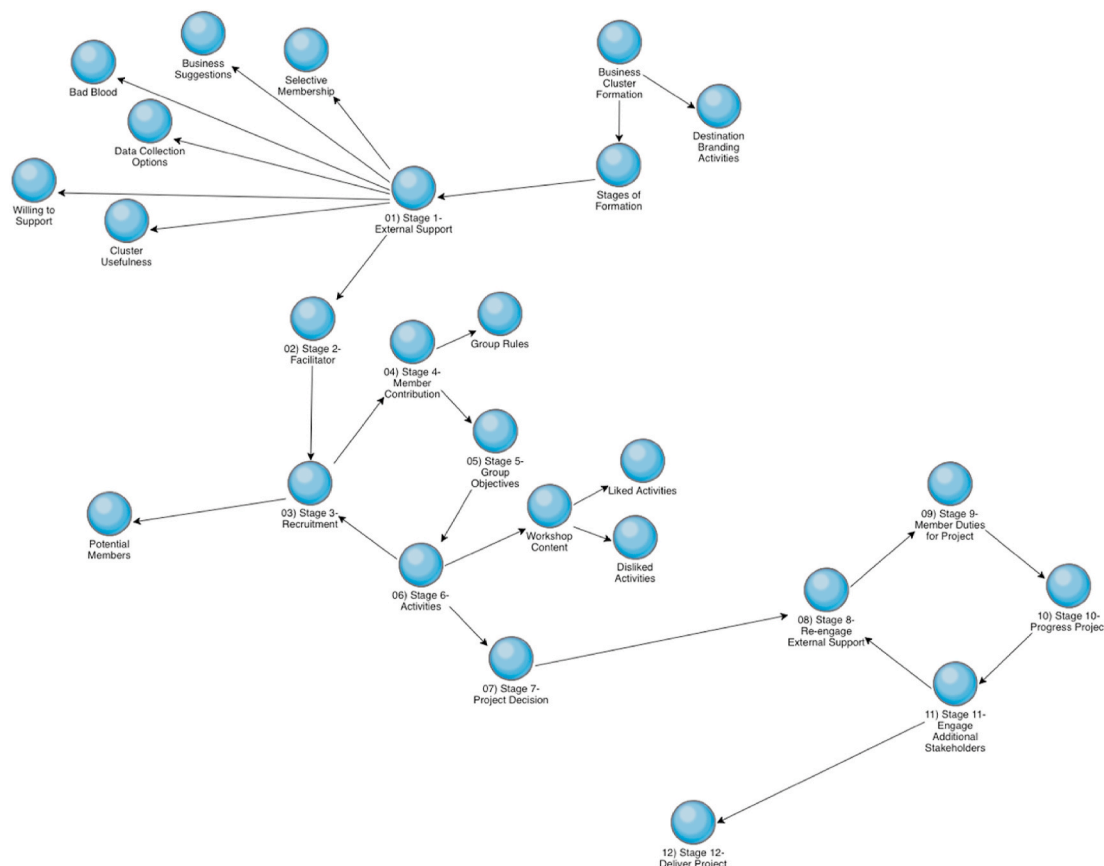 Business
Suggestions
Selective
Membership
Bad Blood
Business
Cluster
Formation
Destination
Branding
Activities
Data Collection
Options
Willing to
Support
Cluster
Usefulness
01) Stage 1-
External Support
Stages of
Formation
02) Stage 2-
Facilitator
04) Stage 4-
Member
Contribution
Group Rules
05) Stage 5-
Group
Objectives
03) Stage 3-
Recruitment
Potential
Members
Liked Activities
Workshop
Content
Disliked
Activities
06) Stage 6-
Activities
07) Stage 7-
Project Decision
09) Stage 9-
Member Duties
for Project
08) Stage 8-
Re-engage
External Support
10) Stage 10-
Progress Project
11) Stage 11-
Engage
Additional
Stakeholders
12) Stage 12-
Deliver Project